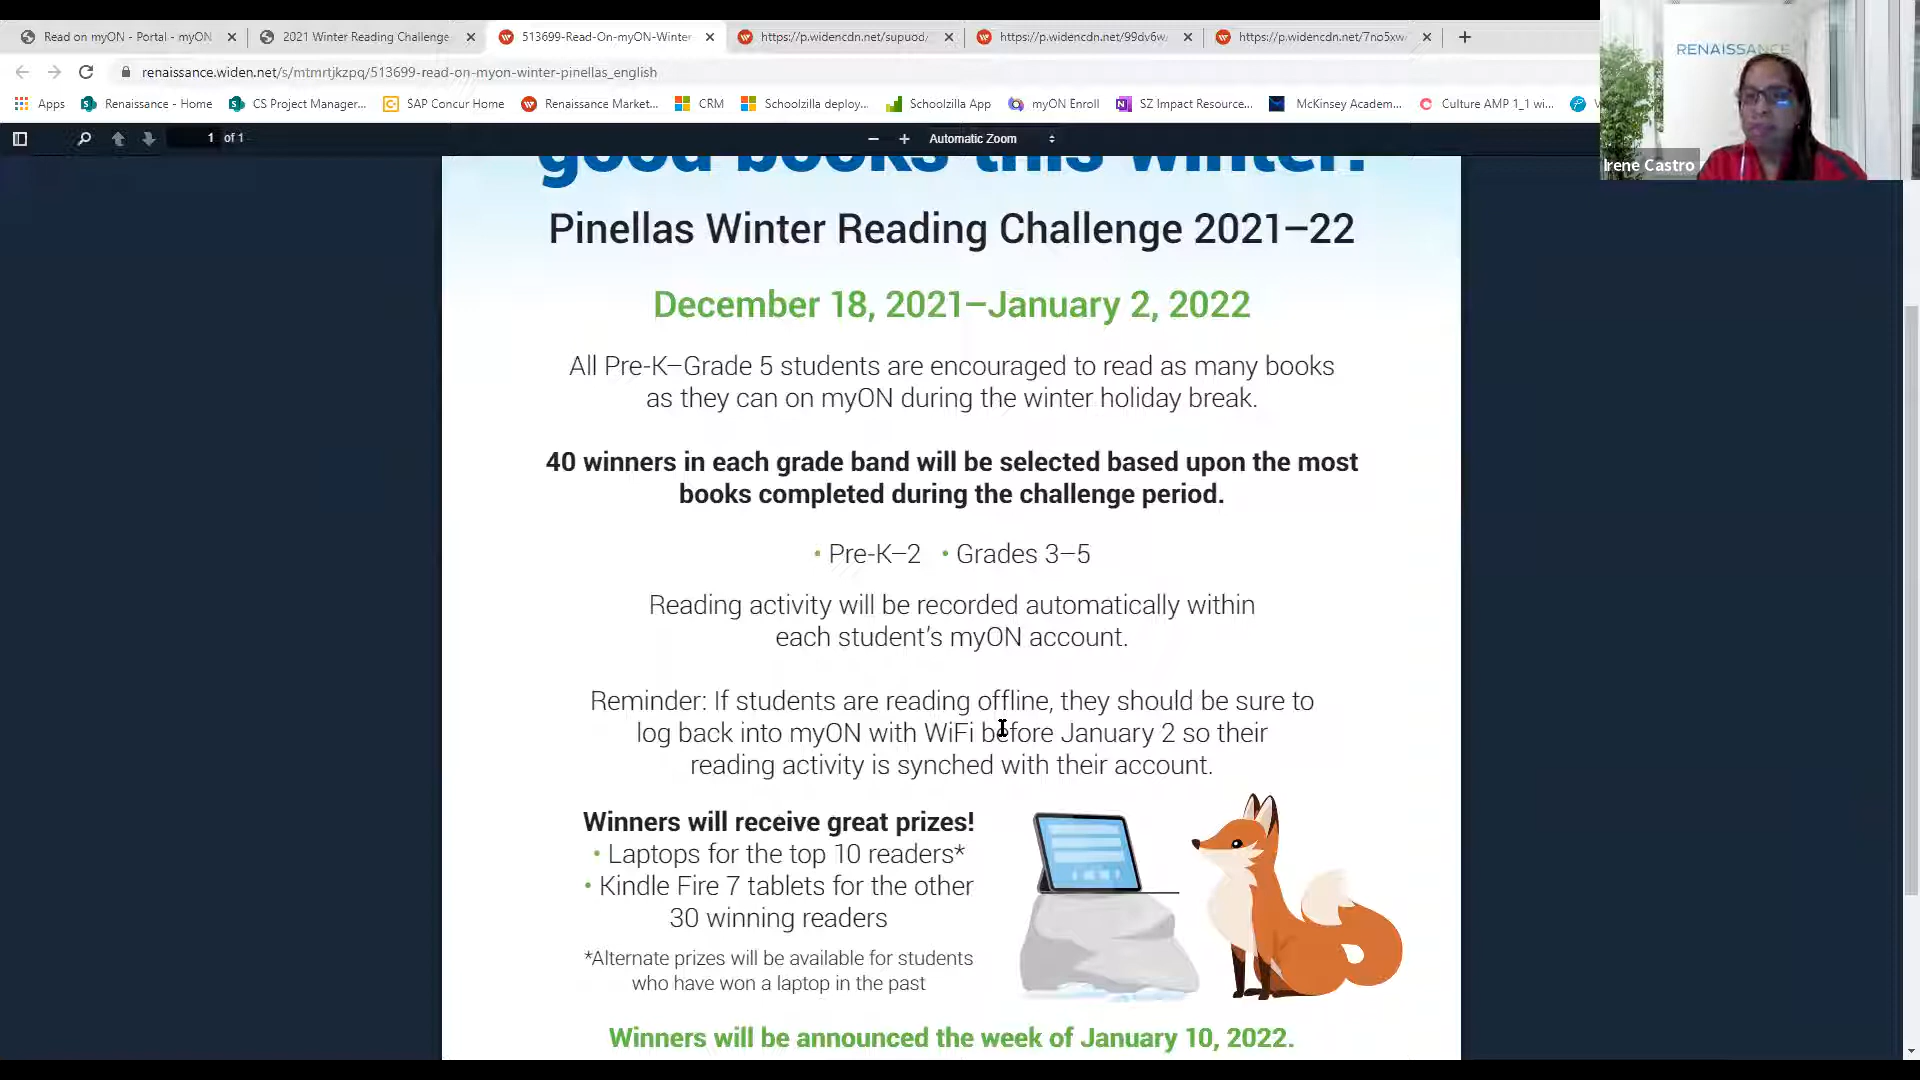 Read on myON - Portal - myON
2021 Winter Reading Challenge
513699-Read-On-myON-Winter
https://p.widencdn.net/supuod/
https://p.widencdn.net/99dv6w/
https://p.widencdn.net/7no5xw
renaissance.widen.net/s/mtmrtjkzpq/513699-read-on-myon-winter-pinellas_english
Apps
Renaissance - Home
CS Project Manager...
SAP Concur Home
Renaissance Market...
CRM
Schoolzilla deploy...
Schoolzilla App
myON Enroll
SZ Impact Resource...
McKinsey Academ...
Culture AMP 1_1 wi...
RENAISSANCE
Irene Castro
1 of 1
Automatic Zoom
good books this winter!
Pinellas Winter Reading Challenge 2021–22
December 18, 2021–January 2, 2022
All Pre-K–Grade 5 students are encouraged to read as many books
as they can on myON during the winter holiday break.
40 winners in each grade band will be selected based upon the most
books completed during the challenge period.
• Pre-K–2 • Grades 3–5
Reading activity will be recorded automatically within
each student’s myON account.
Reminder: If students are reading offline, they should be sure to
log back into myON with WiFi before January 2 so their
reading activity is synched with their account.
Winners will receive great prizes!
• Laptops for the top 10 readers*
• Kindle Fire 7 tablets for the other
30 winning readers
*Alternate prizes will be available for students
who have won a laptop in the past
Winners will be announced the week of January 10, 2022.